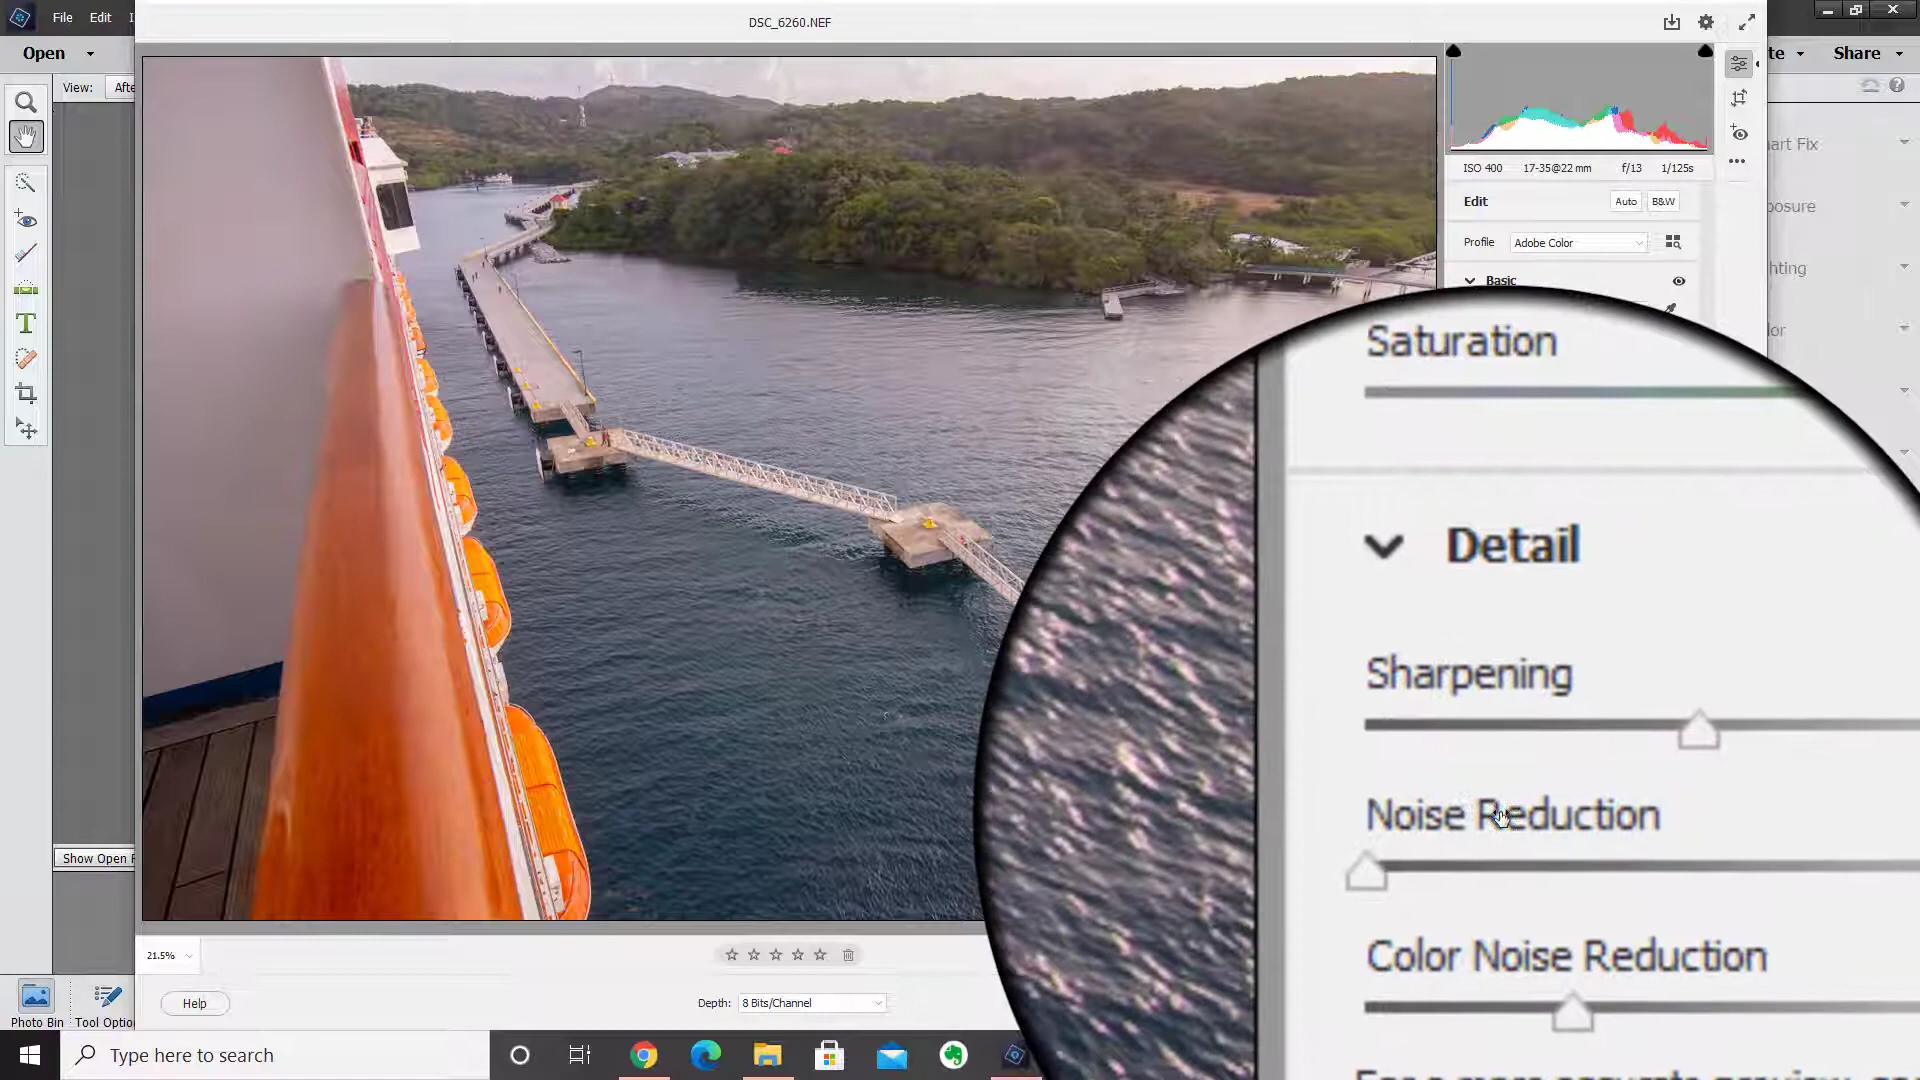 File Edit
DSC_6260.NEF
Open
te
Share
View:
Afte
ISO 400 17-35@22 mm f/13 1/125s
Edit
Auto
B&W
Profile
Adobe Color
Basic
art Fix
osure
hting
lor
T
Saturation
Detail
Sharpening
Noise Reduction
Color Noise Reduction
Show Open F
21.5%
Help
Depth:
8 Bits/Channel
Photo Bin
Tool Optio
Type here to search